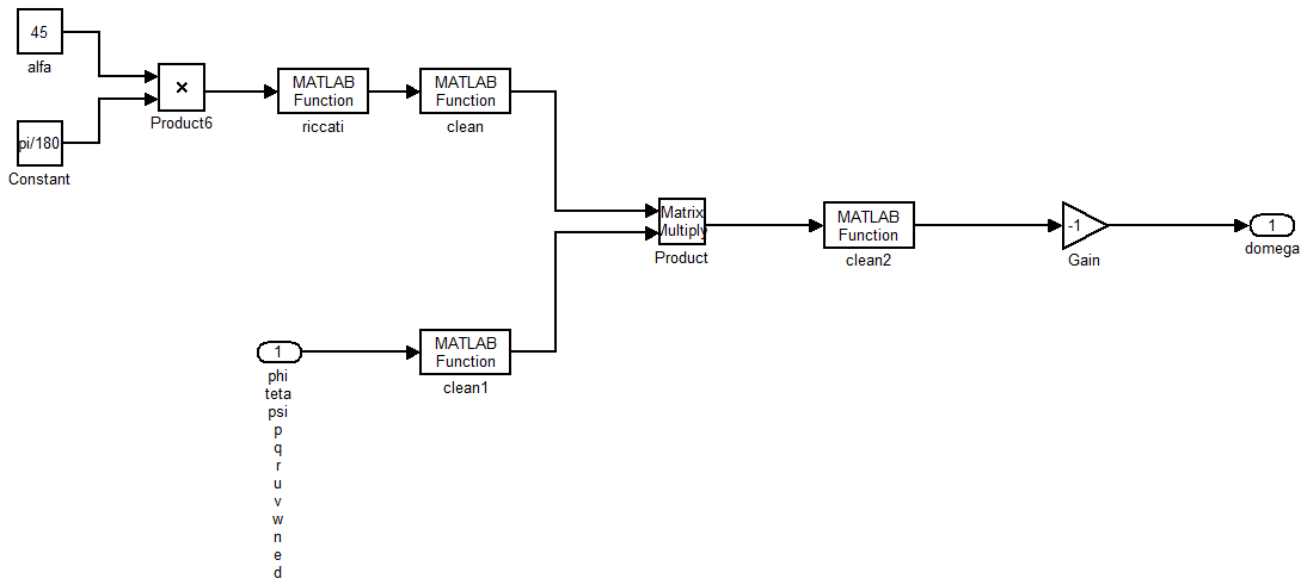 45
alfa
pi/180
Constant
×
Product6
MATLAB
Function
riccati
MATLAB
Function
clean
Matrix
Multiply
Product
MATLAB
Function
clean2
-1
Gain
1
domega
1
phi
teta
psi
p
q
r
u
v
w
n
e
d
MATLAB
Function
clean1